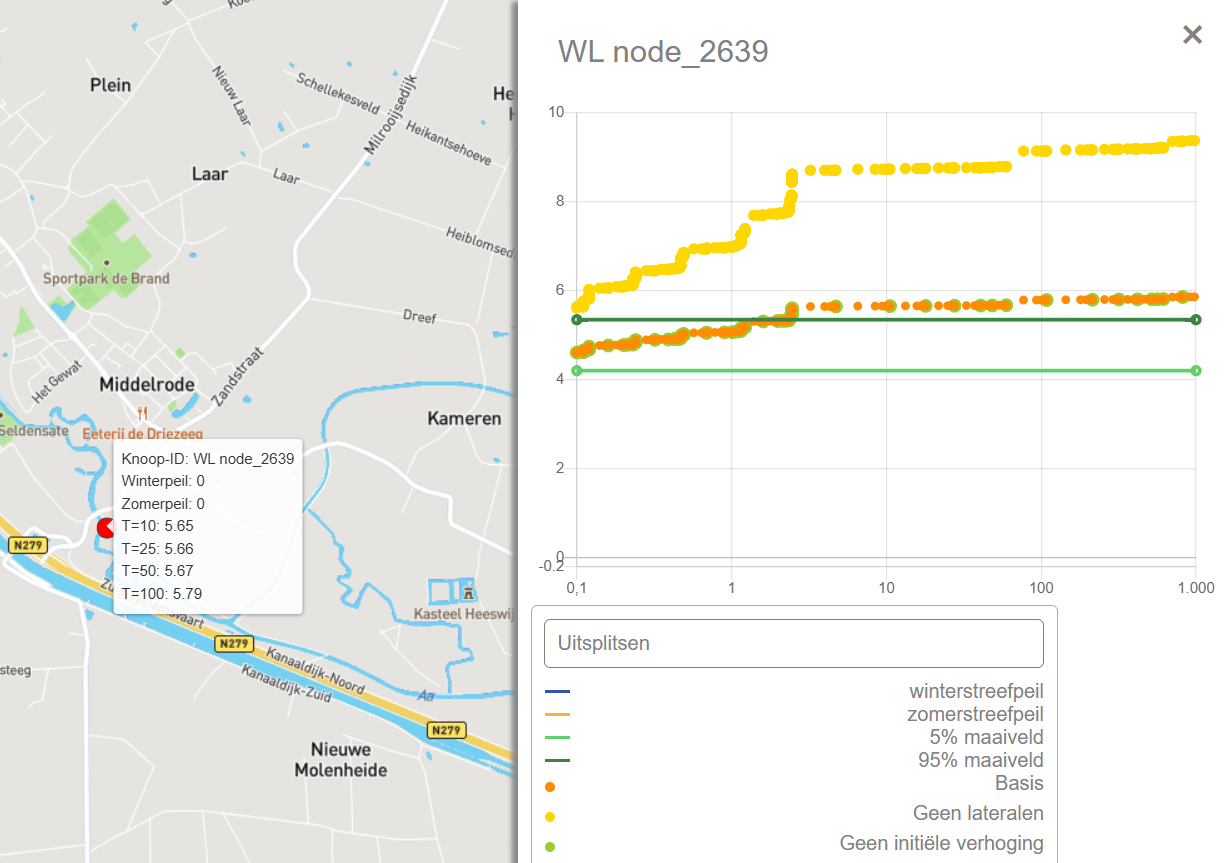 Plein
Nieuw Laar
Schellekesveld
Milrooijsedijk
Heikantsehoeve
He
Laar
Laar
Heiblomsed
Sportpark de Brand
Dreef
Het Gewat
Middelrode
Zandstraat
Kameren
Seldensate
Eeterij de Driezeeg
Knoop-ID: WL node_2639
Winterpeil: 0
Zomerpeil: 0
T=10: 5.65
T=25: 5.66
T=50: 5.67
T=100: 5.79
N279
Zu
svaart
Kasteel Heeswij
N279
Kanaaldijk-Noord
Kanaaldijk-Zuid
steeg
Aa
N279
Nieuwe
Molenheide
WL node_2639
×
10
8
6
4
2
0
-0.2
0,1
1
10
100
1.000
Uitsplitsen
winterstreefpeil
zomerstreefpeil
5% maaiveld
95% maaiveld
Basis
Geen lateralen
Geen initiële verhoging